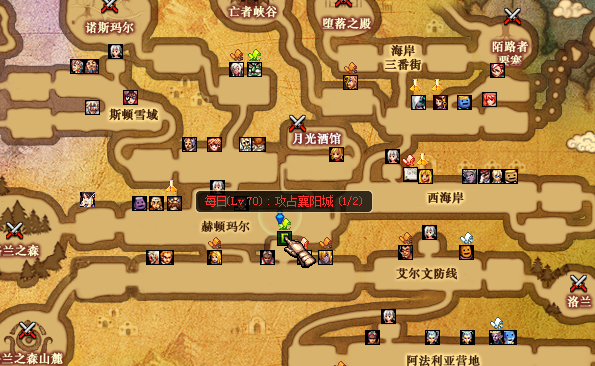 诺斯玛尔
亡者峡谷
堕落之殿
海岸
三番街
陌路者
要塞
斯顿雪域
月光酒馆
每日(Lv.70)：攻占襄阳城 (1/2)
西海岸
赫顿玛尔
洛兰之森
艾尔文防线
洛兰
洛兰之森山麓
阿法利亚营地